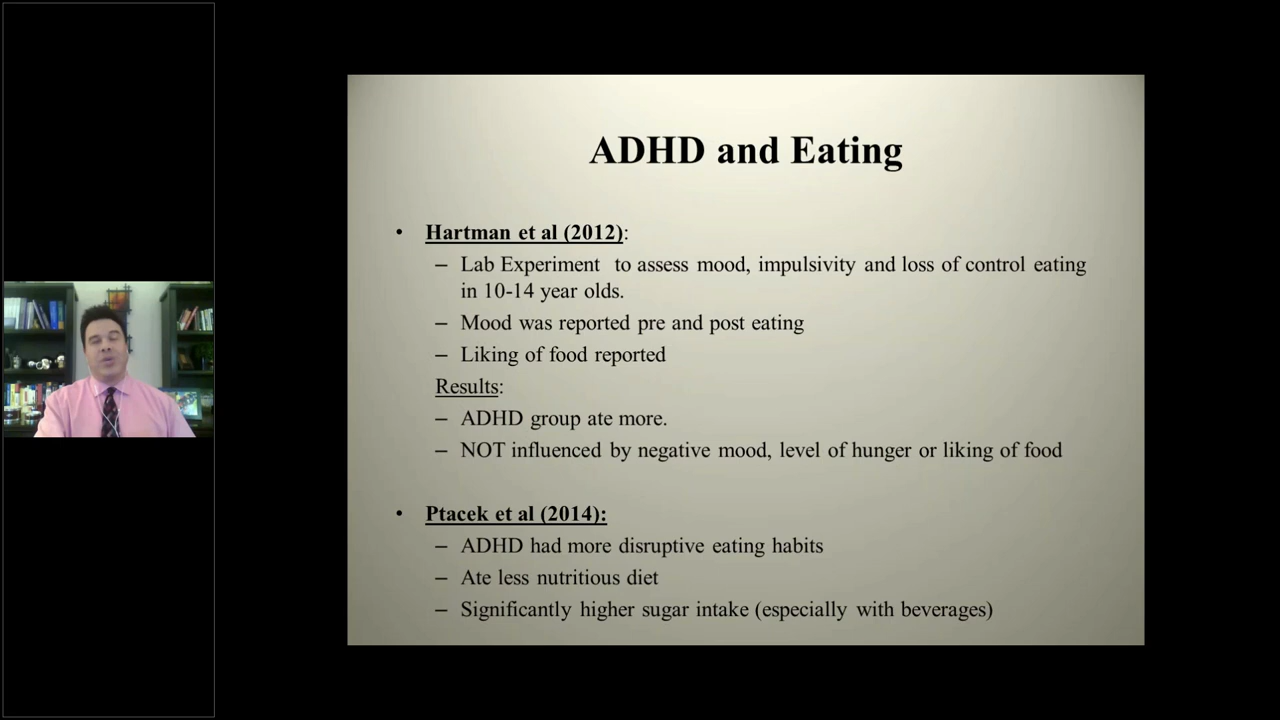 ADHD and Eating
• Hartman et al (2012):
– Lab Experiment to assess mood, impulsivity and loss of control eating
in 10-14 year olds.
– Mood was reported pre and post eating
– Liking of food reported
Results:
– ADHD group ate more.
– NOT influenced by negative mood, level of hunger or liking of food
• Ptacek et al (2014):
– ADHD had more disruptive eating habits
– Ate less nutritious diet
– Significantly higher sugar intake (especially with beverages)